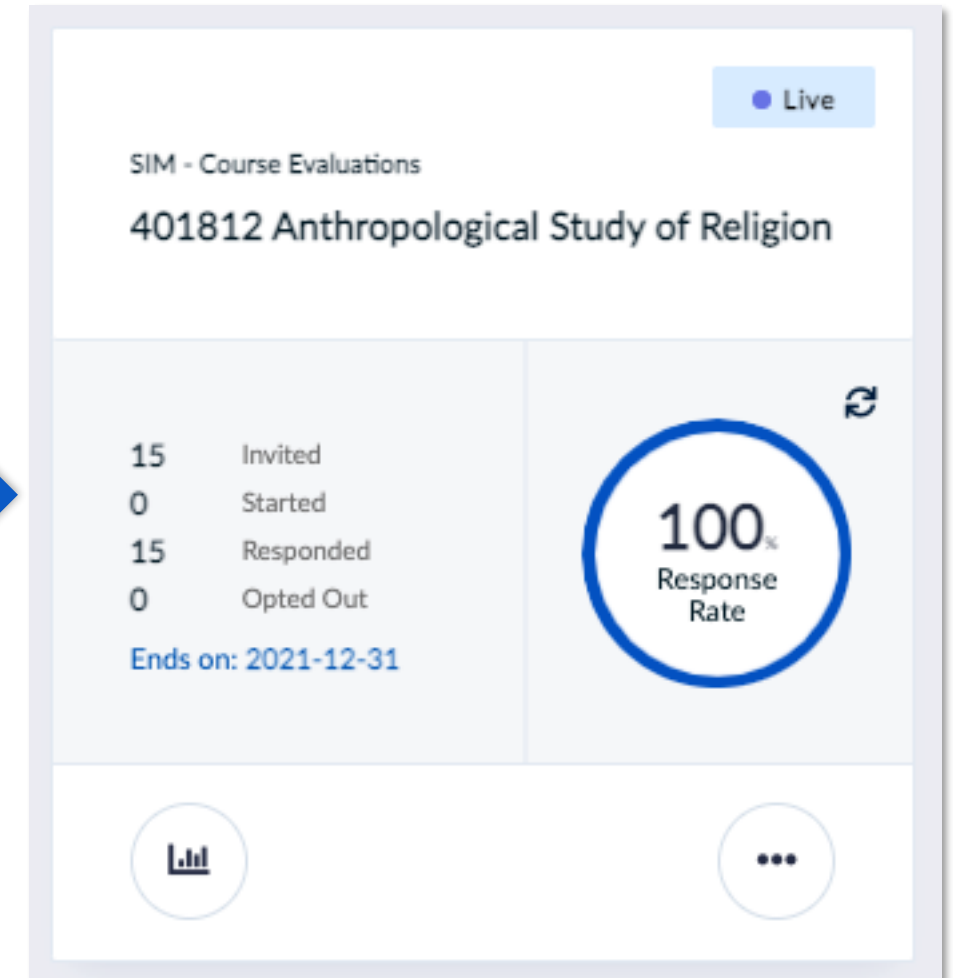 Live
SIM - Course Evaluations
401812 Anthropological Study of Religion
15 Invited
0 Started
15 Responded
0 Opted Out
Ends on: 2021-12-31
100%
Response
Rate